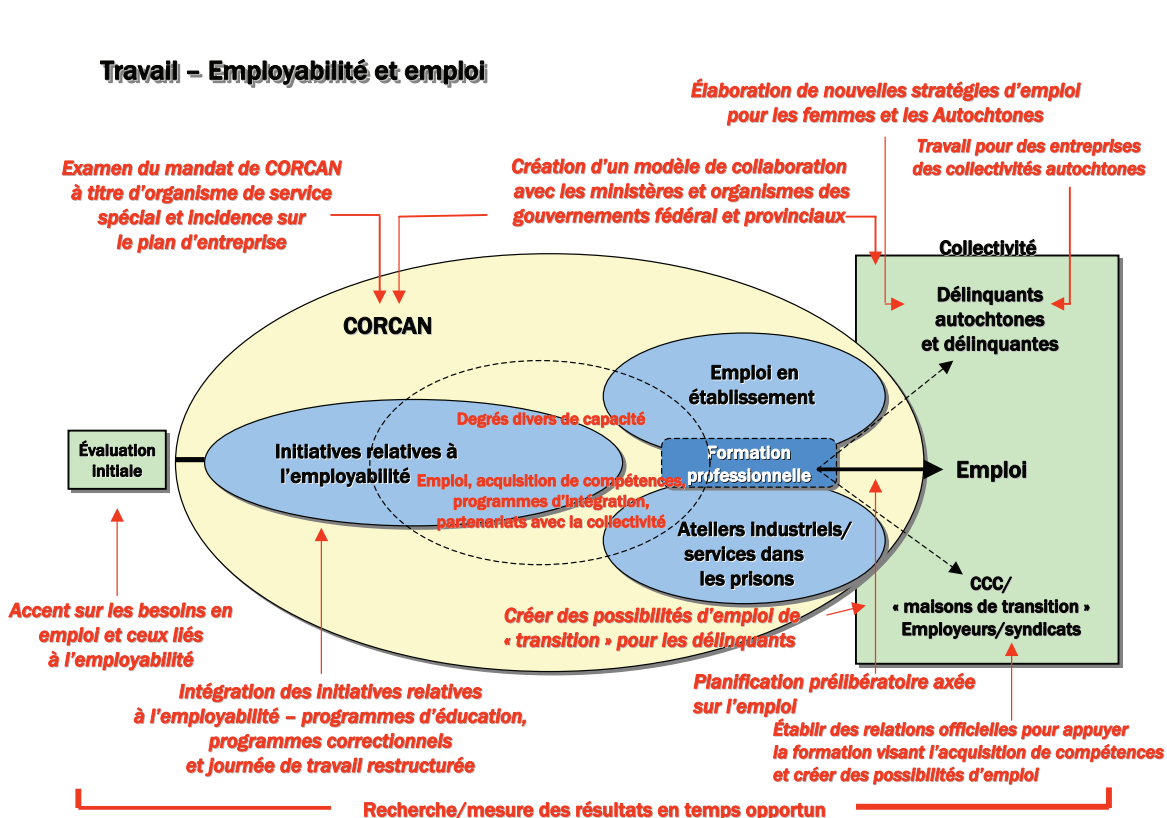 Travail – Employabilité et emploi
Élaboration de nouvelles stratégies d’emploi
pour les femmes et les Autochtones
Travail pour des entreprises
des collectivités autochtones
Examen du mandat de CORCAN
à titre d’organisme de service
spécial et incidence sur
le plan d’entreprise
Création d’un modèle de collaboration
avec les ministères et organismes des
gouvernements fédéral et provinciaux
Collectivité
Délinquants
autochtones
et délinquantes
CORCAN
Emploi en
établissement
Degrés divers de capacité
Évaluation
initiale
Initiatives relatives à
l’employabilité
Formation
professionnelle
Emploi
Emploi, acquisition de compétences,
programmes d’intégration,
partenariats avec la collectivité
Ateliers industriels/
services dans
les prisons
CCC/
« maisons de transition »
Employeurs/syndicats
Accent sur les besoins en
emploi et ceux liés
à l’employabilité
Créer des possibilités d’emploi de
« transition » pour les délinquants
Intégration des initiatives relatives
à l’employabilité – programmes d’éducation,
programmes correctionnels
et journée de travail restructurée
Planification prélibératoire axée
sur l’emploi
Établir des relations officielles pour appuyer
la formation visant l’acquisition de compétences
et créer des possibilités d’emploi
Recherche/mesure des résultats en temps opportun